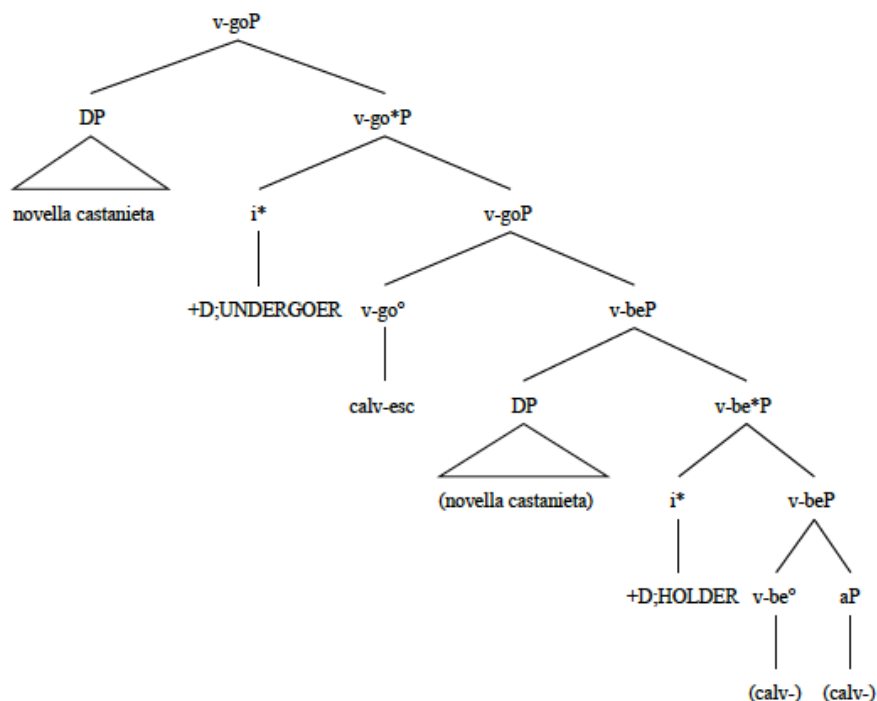 v-goP
DP v-go*P
novella castanieta i* v-goP
+D;UNDERGOER v-go° v-beP
calv-esc DP v-be*P
(novella castanieta) i* v-beP
+D;HOLDER v-be° aP
(calv-) (calv-)